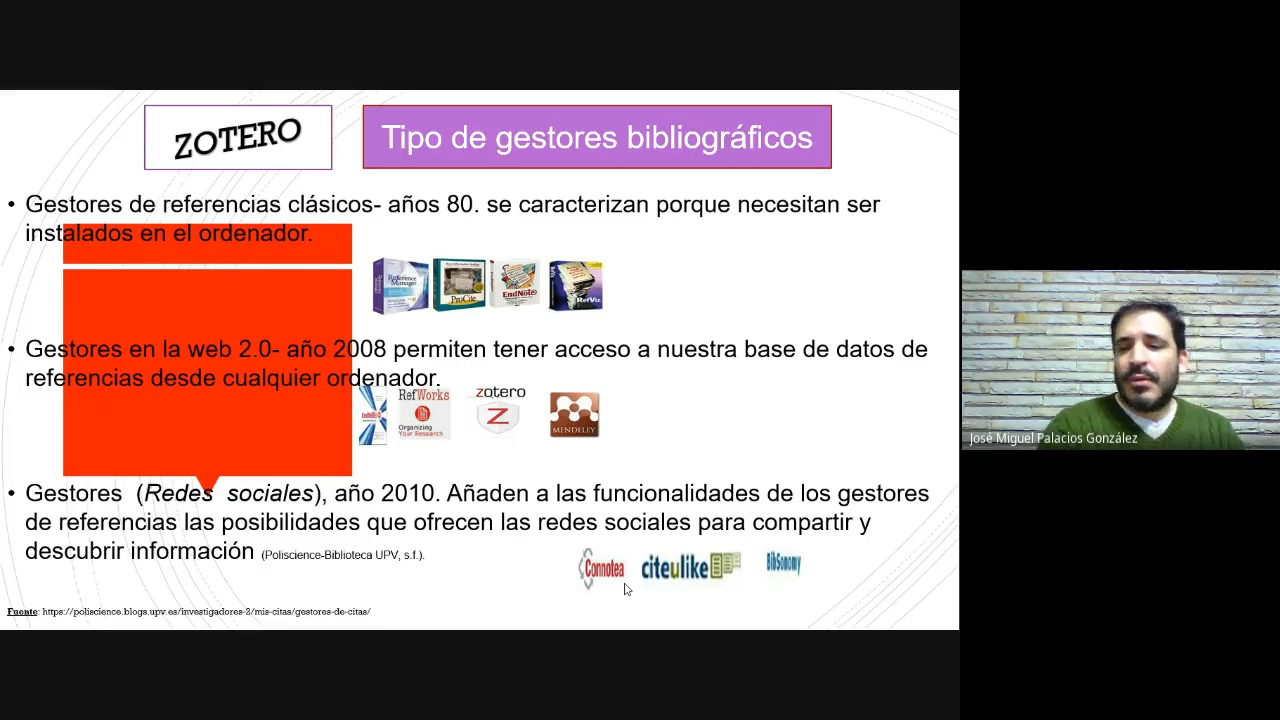 ZOTERO
Tipo de gestores bibliográficos
• Gestores de referencias clásicos- años 80. se caracterizan porque necesitan ser
instalados en el ordenador.
Reference
Manager
ProCite
EndNote
RefViz
• Gestores en la web 2.0- año 2008 permiten tener acceso a nuestra base de datos de
referencias desde cualquier ordenador.
EndNote
RefWorks
Organizing
Your Research
zotero
Z
MENDELEY
• Gestores (Redes sociales), año 2010. Añaden a las funcionalidades de los gestores
de referencias las posibilidades que ofrecen las redes sociales para compartir y
descubrir información (Poliscience-Biblioteca UPV, s.f.).
Connotea
citeulike
BibSonomy
Fuente: https://poliscience.blogs.upv.es/investigadores-2/mis-citas/gestores-de-citas/
José Miguel Palacios González